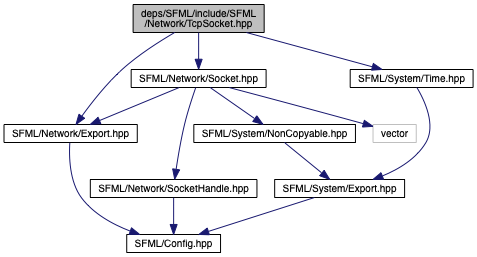 deps/SFML/include/SFML
/Network/TcpSocket.hpp
SFML/Network/Socket.hpp
SFML/System/Time.hpp
SFML/Network/Export.hpp
SFML/System/NonCopyable.hpp
vector
SFML/Network/SocketHandle.hpp
SFML/System/Export.hpp
SFML/Config.hpp